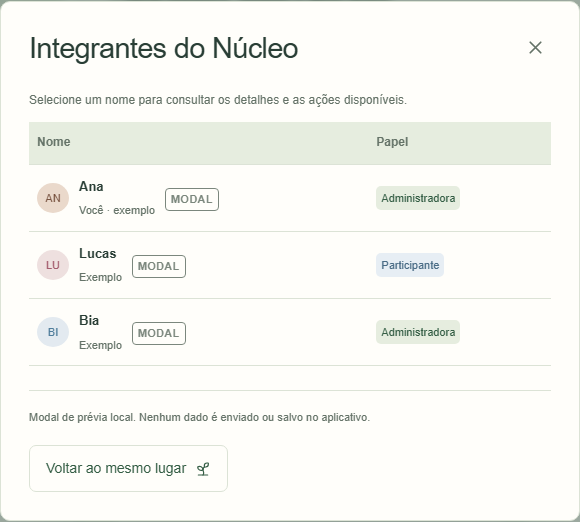 Integrantes do Núcleo
Selecione um nome para consultar os detalhes e as ações disponíveis.
Nome Papel
AN Ana Você · exemplo MODAL Administradora
LU Lucas Exemplo MODAL Participante
BI Bia Exemplo MODAL Administradora
Modal de prévia local. Nenhum dado é enviado ou salvo no aplicativo.
Voltar ao mesmo lugar